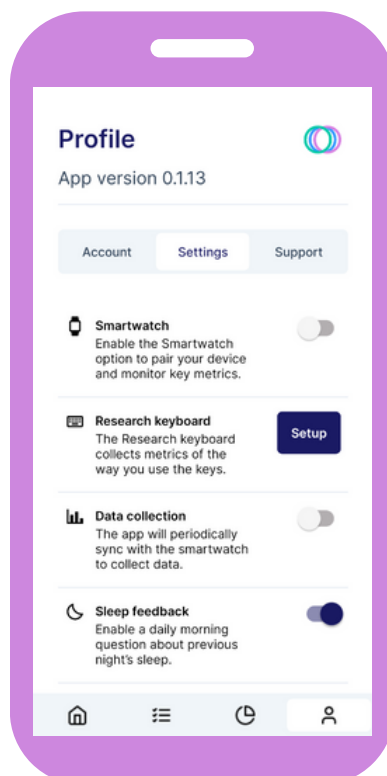 Profile
App version 0.1.13
Account Settings Support
Smartwatch
Enable the Smartwatch
option to pair your device
and monitor key metrics.
Research keyboard
The Research keyboard
collects metrics of the
way you use the keys.
Setup
Data collection
The app will periodically
sync with the smartwatch
to collect data.
Sleep feedback
Enable a daily morning
question about previous
night's sleep.